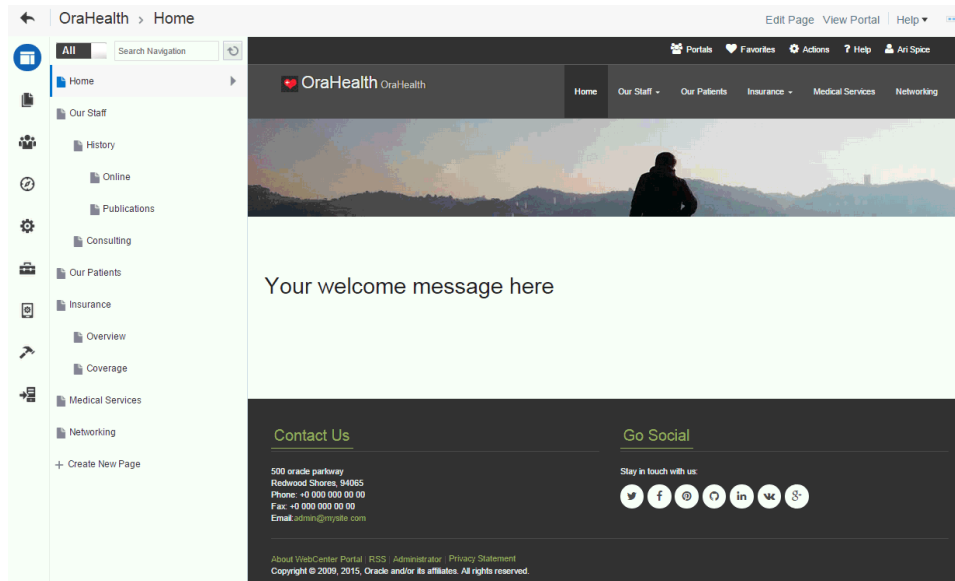 OraHealth > Home
Edit Page View Portal Help
All Search Navigation
Home
Our Staff
History
Online
Publications
Consulting
Our Patients
Insurance
Overview
Coverage
Medical Services
Networking
+ Create New Page
Portals Favorites Actions ? Help Ari Spice
OraHealth OraHealth
Home Our Staff Our Patients Insurance Medical Services Networking
Your welcome message here
Contact Us
500 oracle parkway
Redwood Shores, 94065
Phone: +0 000 000 00 00
Fax: +0 000 000 00 00
Email:admin@mysite com
Go Social
Stay in touch with us:
About WebCenter Portal | RSS | Administrator | Privacy Statement
Copyright © 2009, 2015, Oracle and/or its affiliates. All rights reserved.